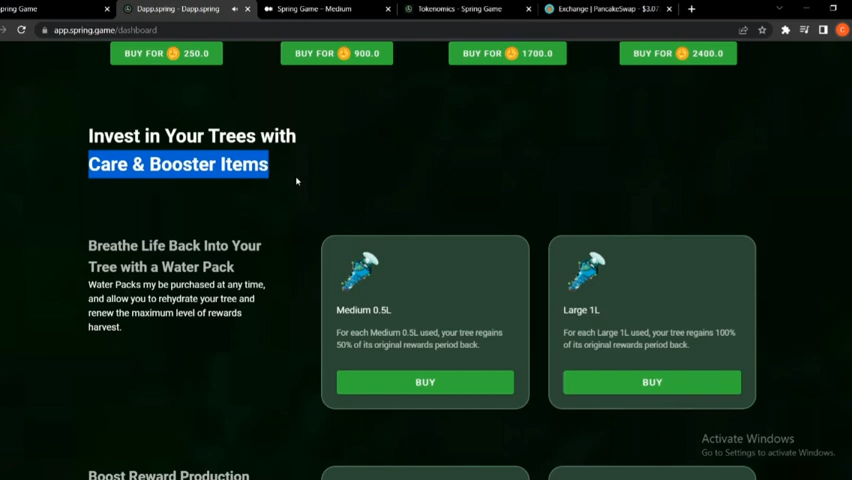 Spring Game
Dapp.spring - Dapp.spring
Spring Game – Medium
Tokenomics - Spring Game
Exchange | PancakeSwap - $3.07
app.spring.game/dashboard
BUY FOR 250.0
BUY FOR 900.0
BUY FOR 1700.0
BUY FOR 2400.0
Invest in Your Trees with
Care & Booster Items
Breathe Life Back Into Your
Tree with a Water Pack
Water Packs my be purchased at any time,
and allow you to rehydrate your tree and
renew the maximum level of rewards
harvest.
Medium 0.5L
For each Medium 0.5L used, your tree regains
50% of its original rewards period back.
BUY
Large 1L
For each Large 1L used, your tree regains 100%
of its original rewards period back.
BUY
Activate Windows
Go to Settings to activate Windows.
Boost Reward Production